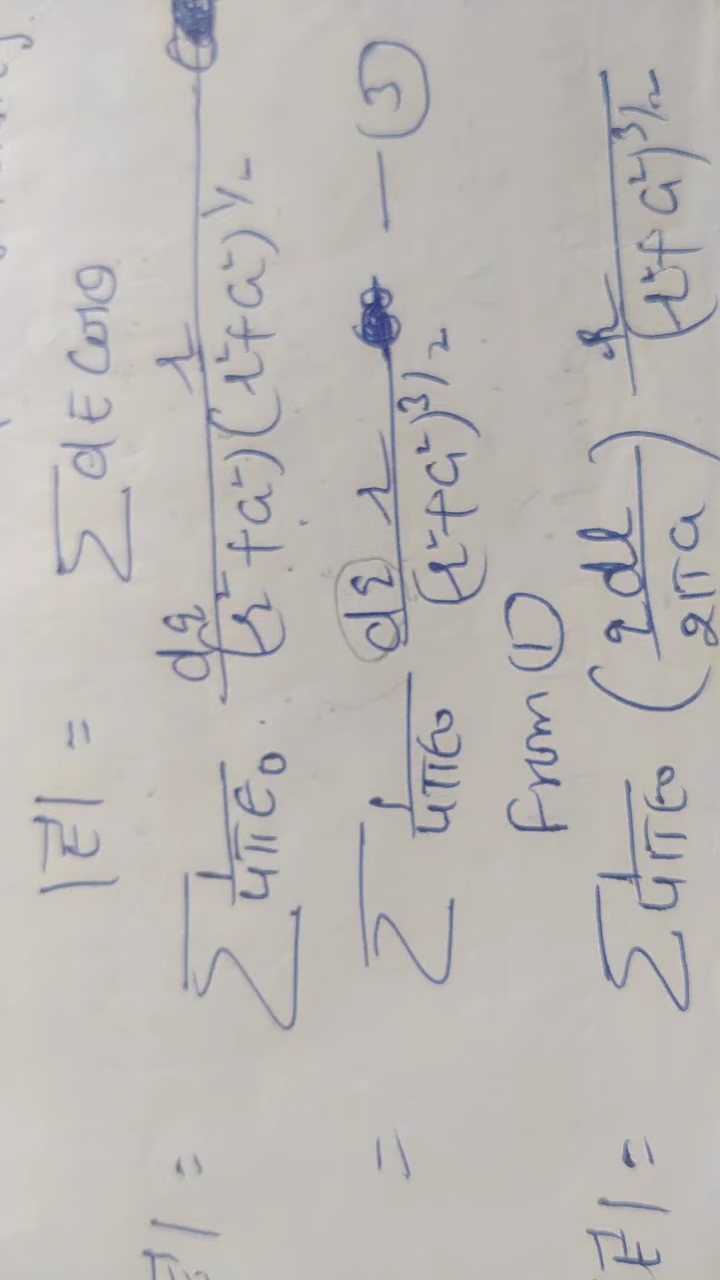 |E⃗| = ∑ dE cosθ
E⃗| = ∑ 1/4πε₀ · dq/(r²+a²) r/(r²+a²)^1/2
= ∑ 1/4πε₀ dq r/(r²+a²)^3/2 — ③
from ①
E⃗| = ∑ 1/4πε₀ (q dl/2πa) r/(r²+a²)^3/2